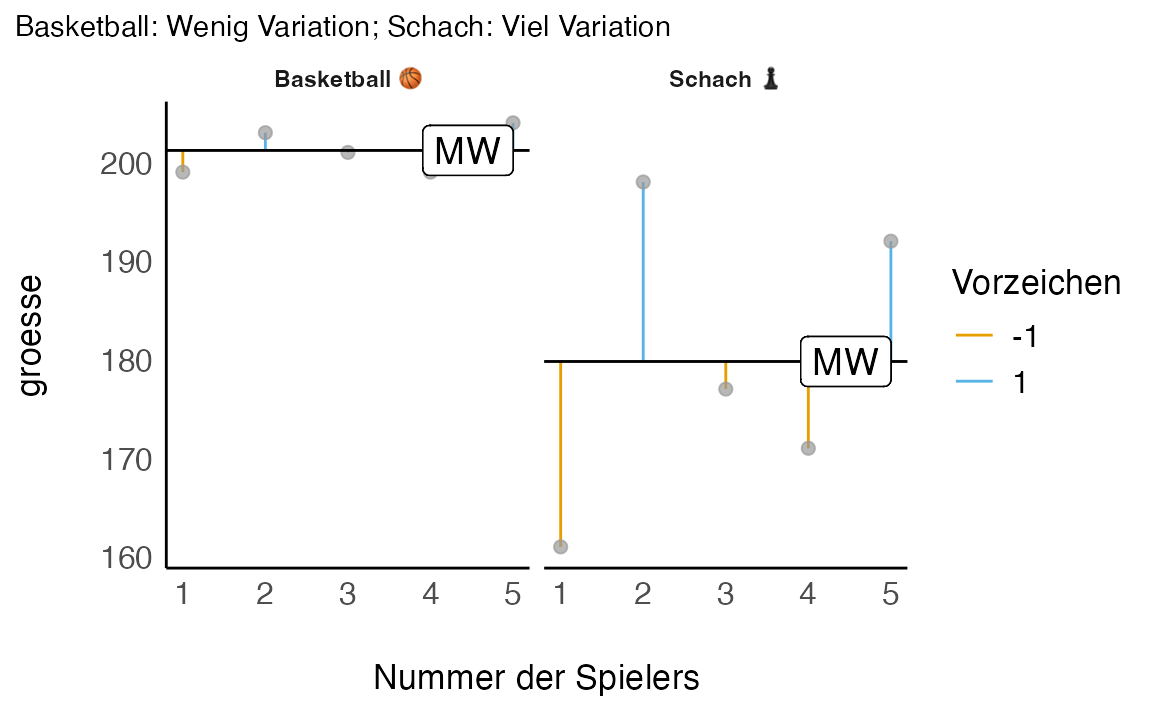 Basketball: Wenig Variation; Schach: Viel Variation
Basketball 🏀 Schach ♟
200
190
180
170
160
groesse
MW
MW
1 2 3 4 5 1 2 3 4 5
Nummer der Spielers
Vorzeichen
-1
1